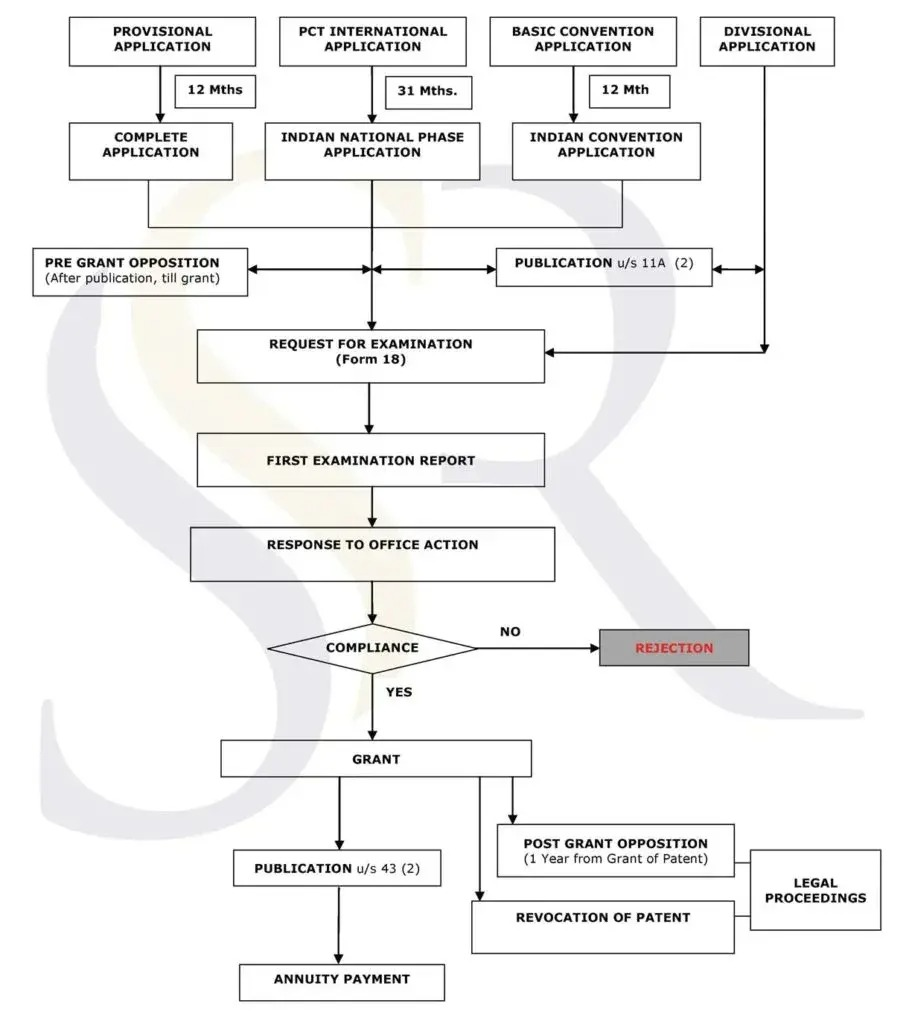 PROVISIONAL
APPLICATION
PCT INTERNATIONAL
APPLICATION
BASIC CONVENTION
APPLICATION
DIVISIONAL
APPLICATION
12 Mths
31 Mths.
12 Mth
COMPLETE
APPLICATION
INDIAN NATIONAL PHASE
APPLICATION
INDIAN CONVENTION
APPLICATION
PRE GRANT OPPOSITION
(After publication, till grant)
PUBLICATION u/s 11A (2)
REQUEST FOR EXAMINATION
(Form 18)
FIRST EXAMINATION REPORT
RESPONSE TO OFFICE ACTION
COMPLIANCE
NO
REJECTION
YES
GRANT
POST GRANT OPPOSITION
(1 Year from Grant of Patent)
PUBLICATION u/s 43 (2)
LEGAL
PROCEEDINGS
REVOCATION OF PATENT
ANNUITY PAYMENT
SR